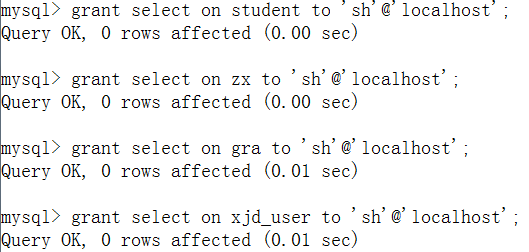 mysql> grant select on student to 'sh'@'localhost';
Query OK, 0 rows affected (0.00 sec)
mysql> grant select on zx to 'sh'@'localhost';
Query OK, 0 rows affected (0.00 sec)
mysql> grant select on gra to 'sh'@'localhost';
Query OK, 0 rows affected (0.01 sec)
mysql> grant select on xjd_user to 'sh'@'localhost';
Query OK, 0 rows affected (0.01 sec)